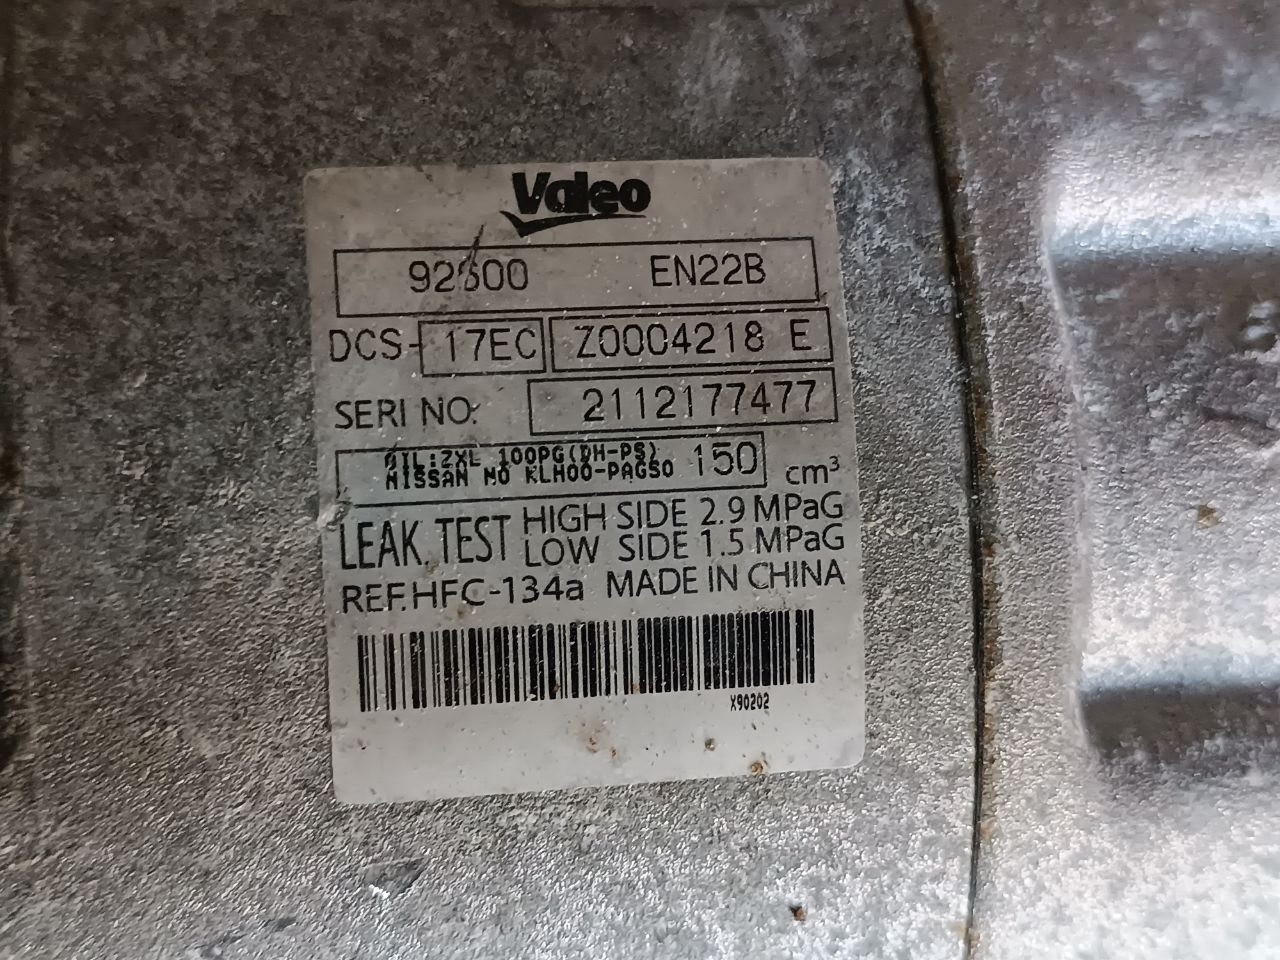 Valeo
92600 EN22B
DCS- 17EC Z0004218 E
SERI NO: 2112177477
OIL:ZXL 100PG(DH-PS)
NISSAN NO KLH00-PAGS0 150 cm³
LEAK TEST HIGH SIDE 2.9 MPaG
LOW SIDE 1.5 MPaG
REF.HFC-134a MADE IN CHINA
X90202